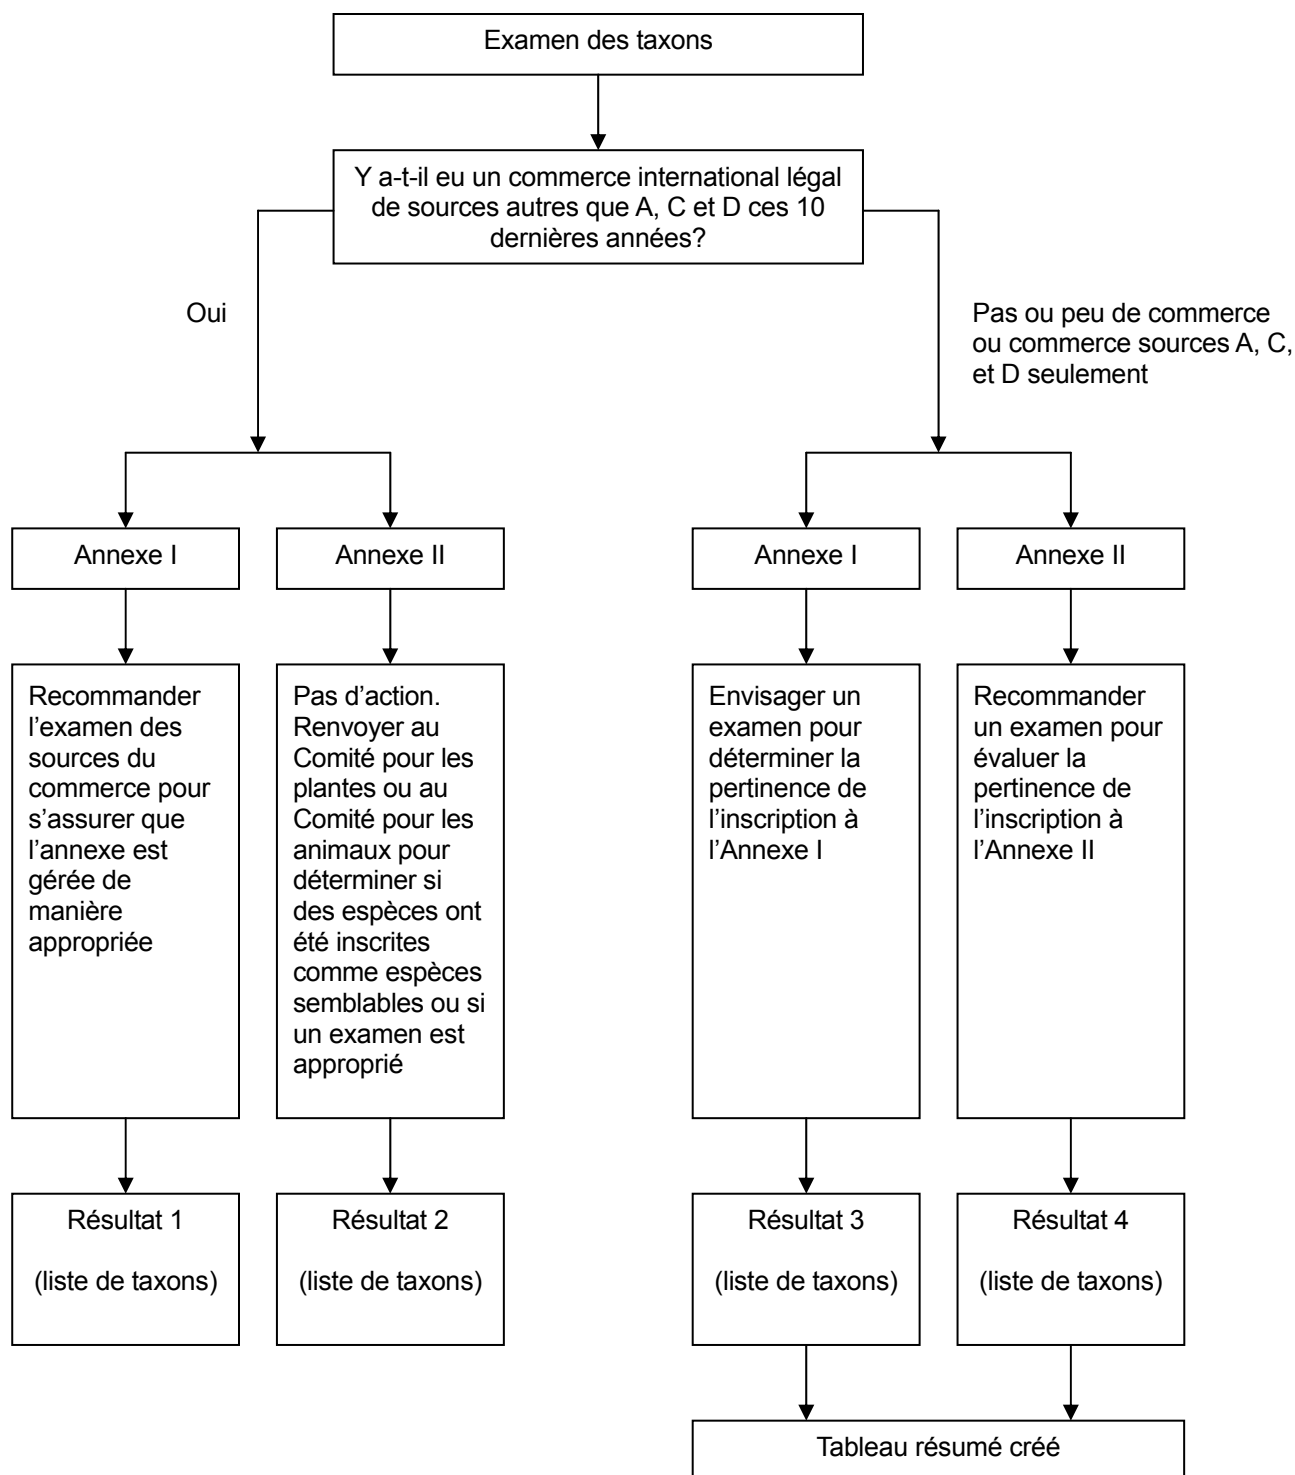 Examen des taxons
Y a-t-il eu un commerce international légal
de sources autres que A, C et D ces 10
dernières années?
Oui
Pas ou peu de commerce
ou commerce sources A, C,
et D seulement
Annexe I
Annexe II
Annexe I
Annexe II
Recommander
l’examen des
sources du
commerce pour
s’assurer que
l’annexe est
gérée de
manière
appropriée
Pas d’action.
Renvoyer au
Comité pour les
plantes ou au
Comité pour les
animaux pour
déterminer si
des espèces ont
été inscrites
comme espèces
semblables ou si
un examen est
approprié
Envisager un
examen pour
déterminer la
pertinence de
l’inscription à
l’Annexe I
Recommander
un examen pour
évaluer la
pertinence de
l’inscription à
l’Annexe II
Résultat 1
(liste de taxons)
Résultat 2
(liste de taxons)
Résultat 3
(liste de taxons)
Résultat 4
(liste de taxons)
Tableau résumé créé